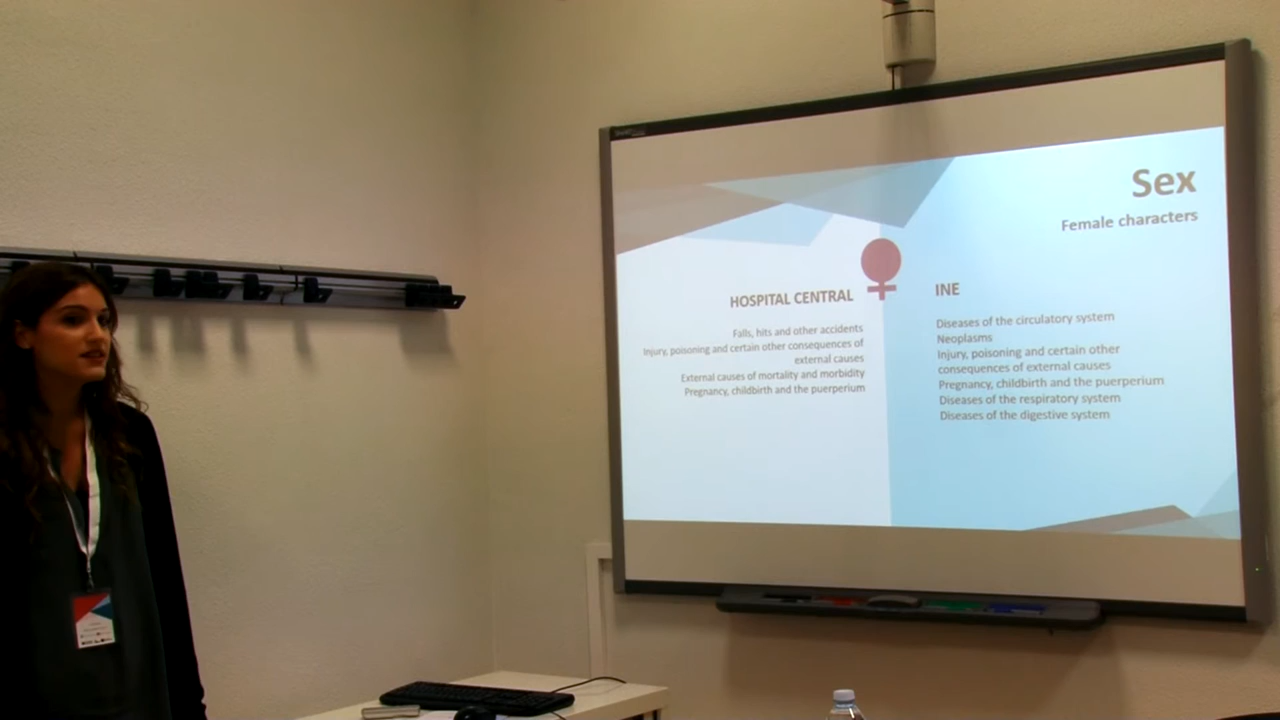 Sex
Female characters
HOSPITAL CENTRAL
Falls, hits and other accidents
Injury, poisoning and certain other consequences of
external causes
External causes of mortality and morbidity
Pregnancy, childbirth and the puerperium
INE
Diseases of the circulatory system
Neoplasms
Injury, poisoning and certain other
consequences of external causes
Pregnancy, childbirth and the puerperium
Diseases of the respiratory system
Diseases of the digestive system